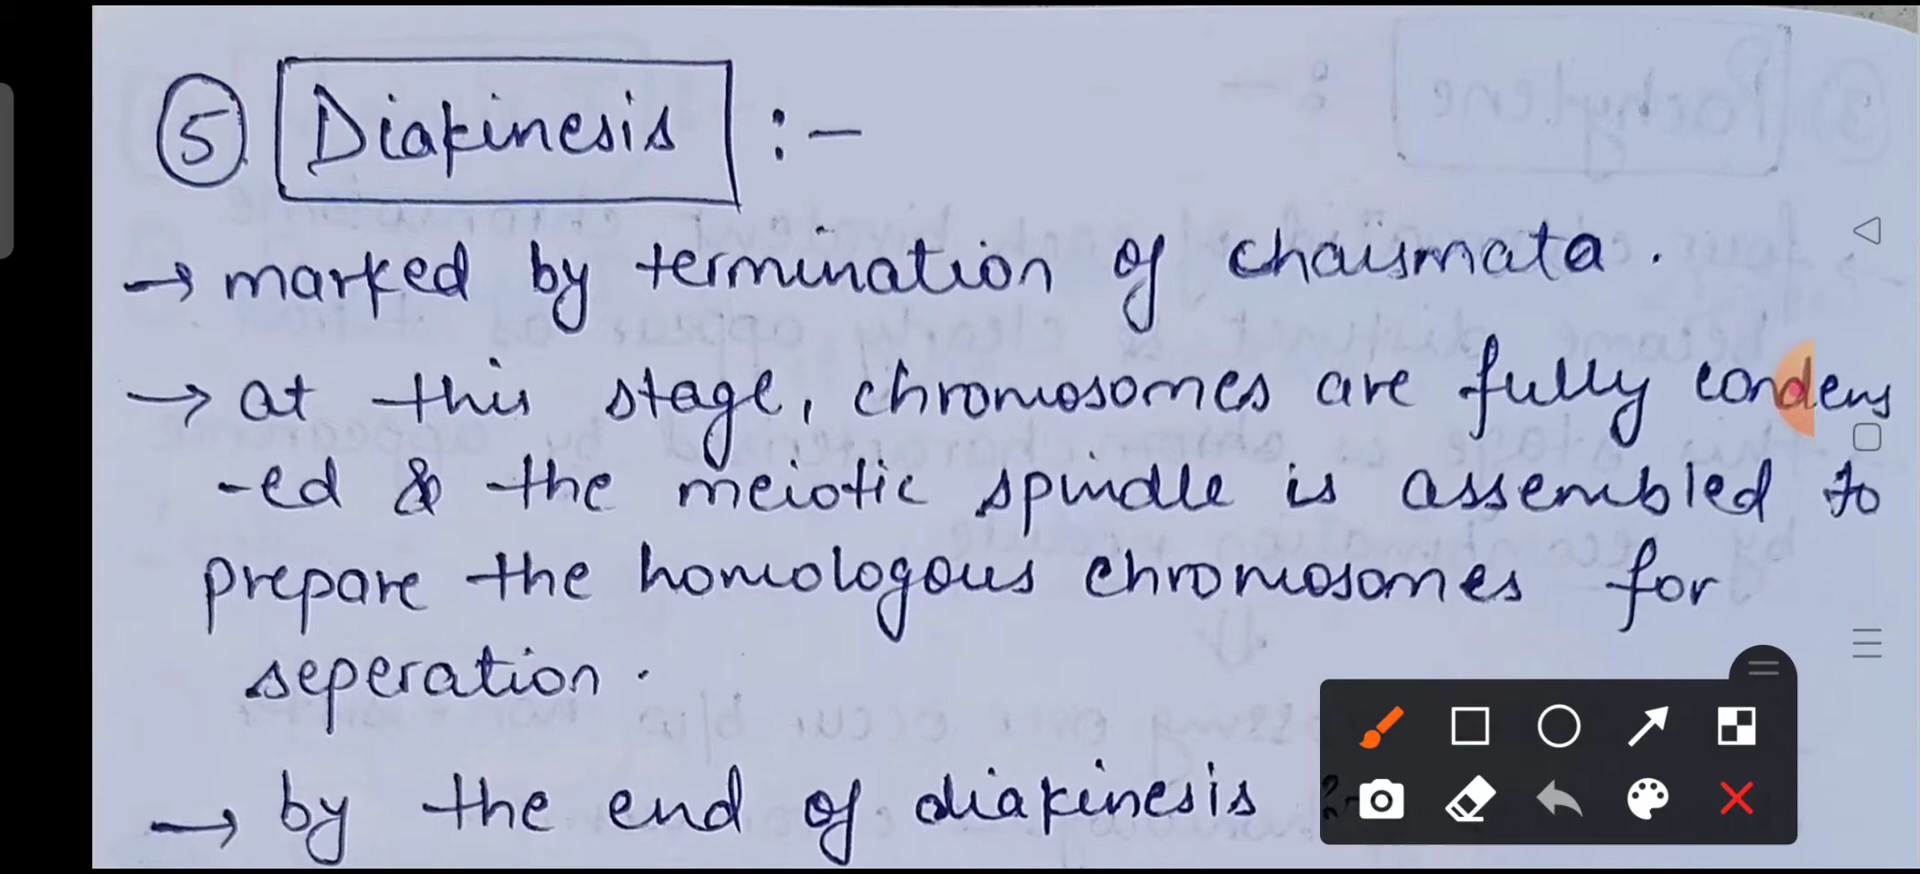 ⑤ Diakinesis :-
→ marked by termination of chaismata.
→ at this stage, chromosomes are fully condens
-ed & the meiotic spindle is assembled to
prepare the homologous chromosomes for
seperation.
→ by the end of diakinesis